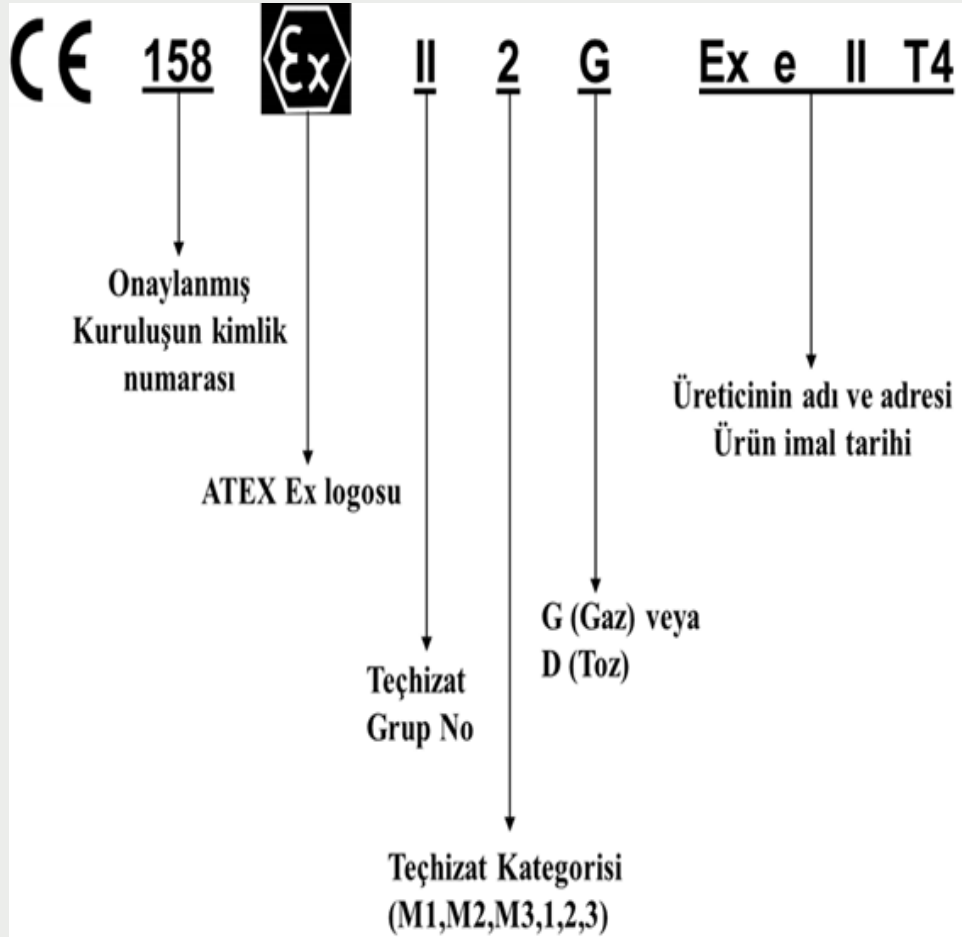 CE 158 Ex II 2 G Ex e II T4
Onaylanmış
Kuruluşun kimlik
numarası
Üreticinin adı ve adresi
Ürün imal tarihi
ATEX Ex logosu
G (Gaz) veya
D (Toz)
Teçhizat
Grup No
Teçhizat Kategorisi
(M1,M2,M3,1,2,3)